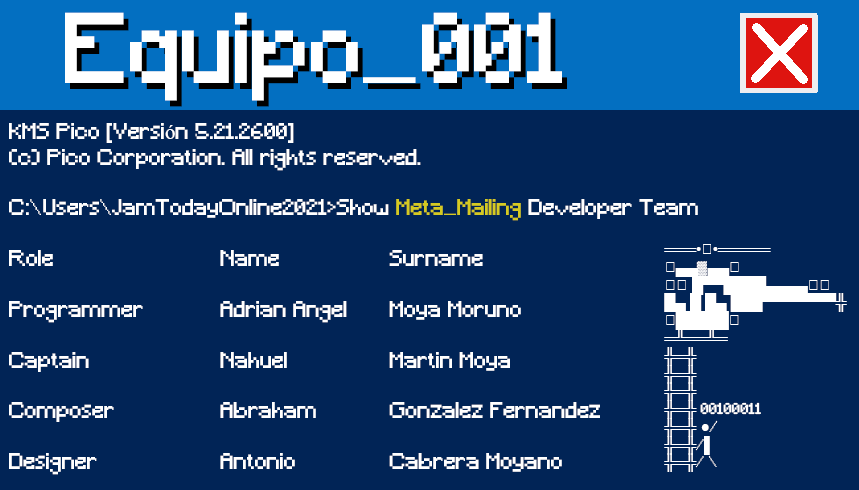 Equipo_001
KMS Pico [Versión 5.21.2600]
(c) Pico Corporation. All rights reserved.
C:\Users\JamTodayOnline2021>Show Meta_Mailing Developer Team
Role Name Surname
Programmer Adrian Angel Moya Moruno
Captain Nahuel Martin Moya
Composer Abraham Gonzalez Fernandez
00100011
Designer Antonio Cabrera Moyano